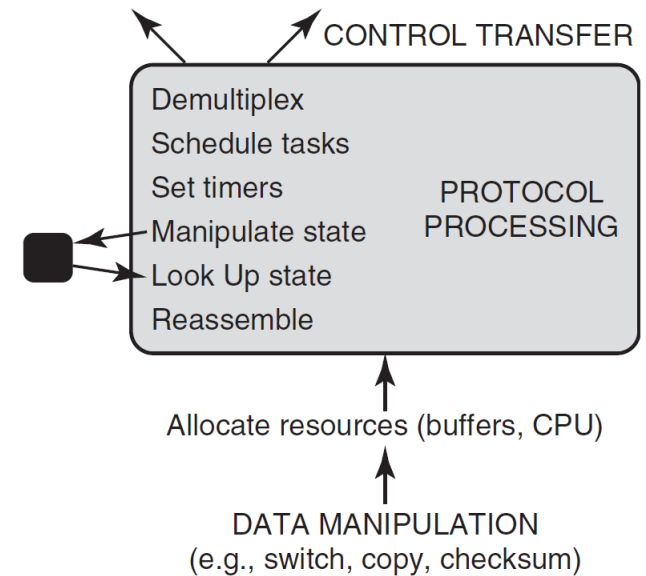 CONTROL TRANSFER
Demultiplex
Schedule tasks
Set timers
Manipulate state
Look Up state
Reassemble
PROTOCOL
PROCESSING
Allocate resources (buffers, CPU)
DATA MANIPULATION
(e.g., switch, copy, checksum)